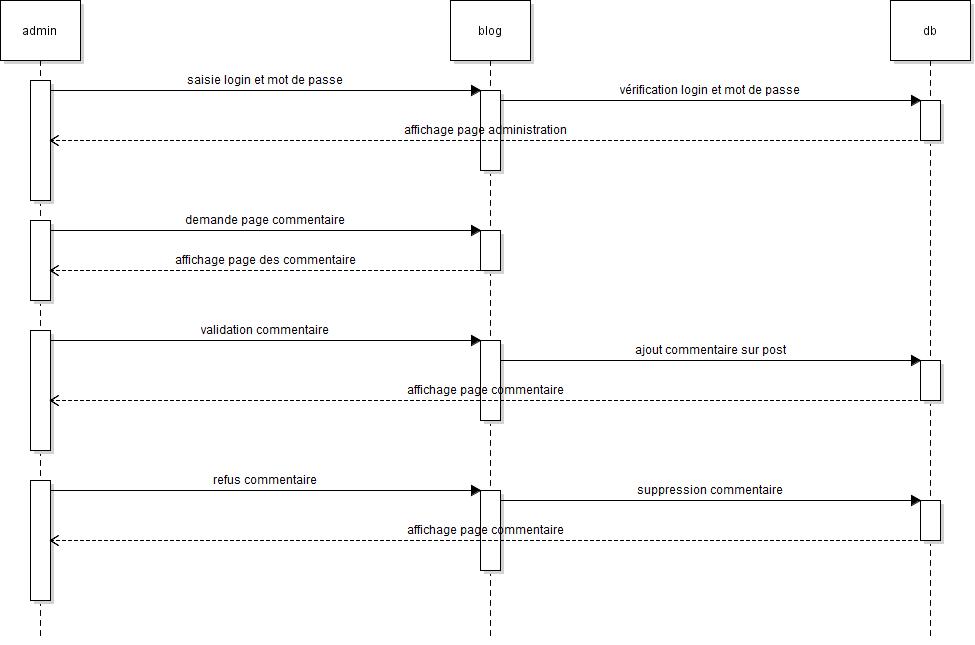 admin
blog
db
saisie login et mot de passe
vérification login et mot de passe
affichage page administration
demande page commentaire
affichage page des commentaire
validation commentaire
ajout commentaire sur post
affichage page commentaire
refus commentaire
suppression commentaire
affichage page commentaire